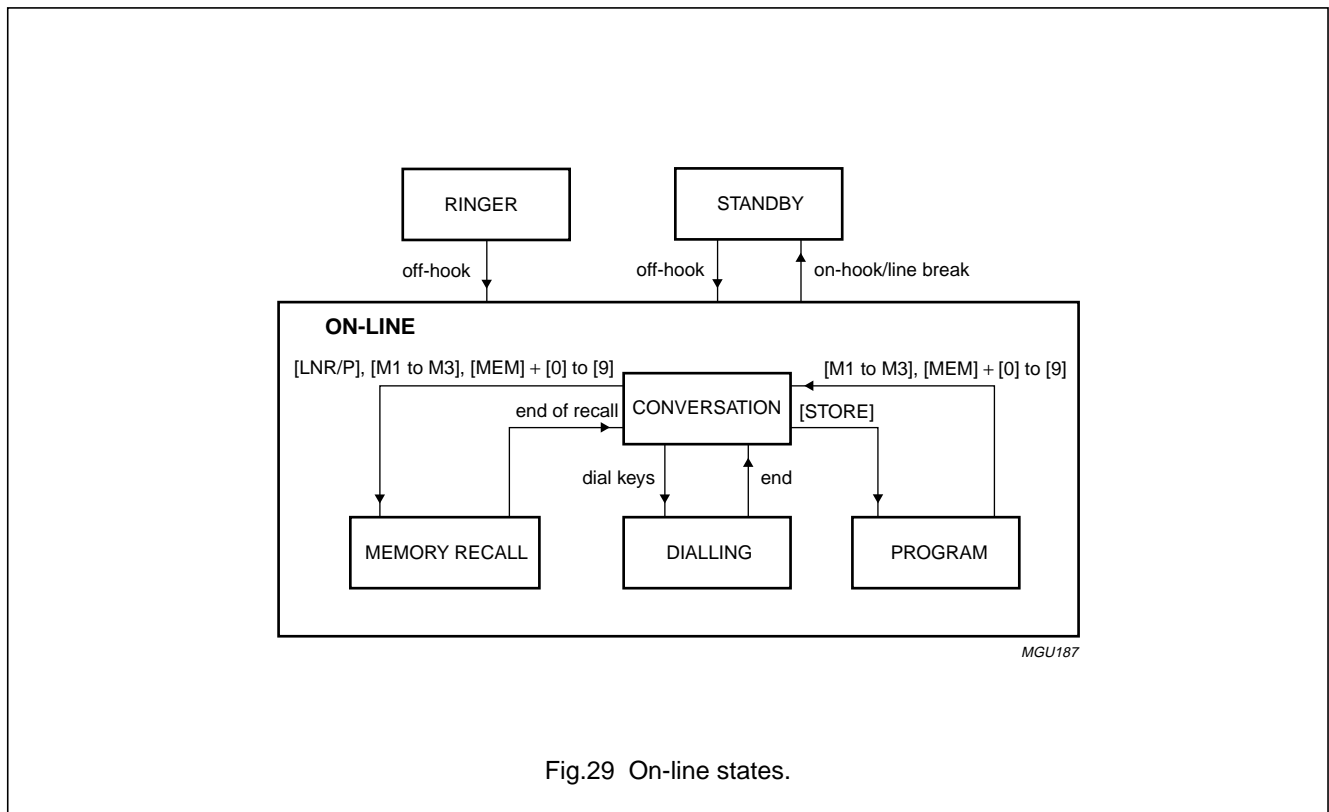 RINGER
STANDBY
off-hook
off-hook
on-hook/line break
ON-LINE
[LNR/P], [M1 to M3], [MEM] + [0] to [9]
[M1 to M3], [MEM] + [0] to [9]
CONVERSATION
end of recall
[STORE]
dial keys
end
MEMORY RECALL
DIALLING
PROGRAM
MGU187
Fig.29 On-line states.